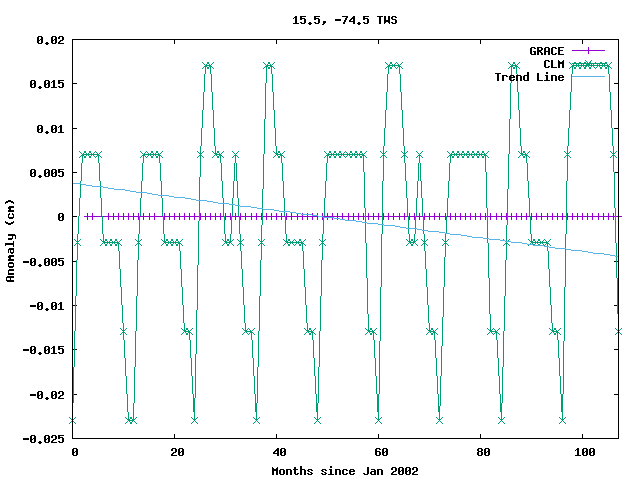 15.5, -74.5 TWS
GRACE
CLM
Trend Line
0.02
0.015
0.01
0.005
0
-0.005
-0.01
-0.015
-0.02
-0.025
Anomaly (cm)
0 20 40 60 80 100
Months since Jan 2002